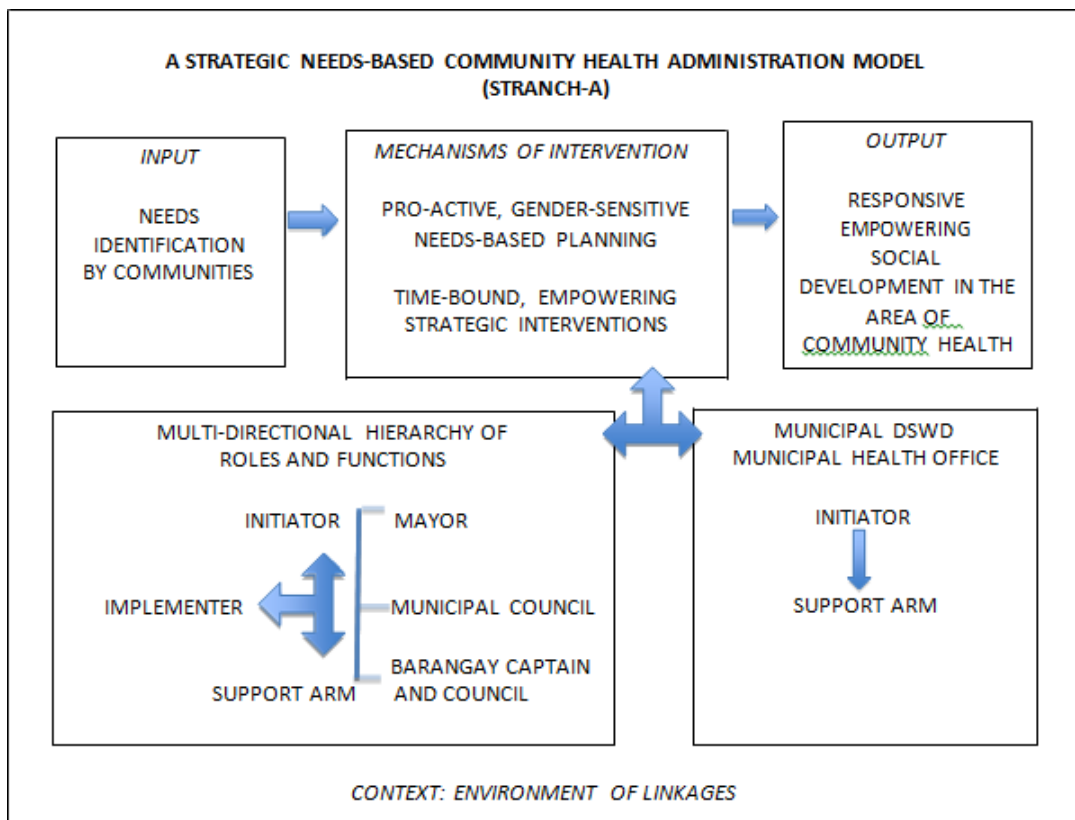 A STRATEGIC NEEDS-BASED COMMUNITY HEALTH ADMINISTRATION MODEL
(STRANCH-A)
INPUT
NEEDS
IDENTIFICATION
BY COMMUNITIES
MECHANISMS OF INTERVENTION
PRO-ACTIVE, GENDER-SENSITIVE
NEEDS-BASED PLANNING
TIME-BOUND, EMPOWERING
STRATEGIC INTERVENTIONS
OUTPUT
RESPONSIVE
EMPOWERING
SOCIAL
DEVELOPMENT IN THE
AREA OF
COMMUNITY HEALTH
MULTI-DIRECTIONAL HIERARCHY OF
ROLES AND FUNCTIONS
INITIATOR
MAYOR
IMPLEMENTER
MUNICIPAL COUNCIL
SUPPORT ARM
BARANGAY CAPTAIN
AND COUNCIL
MUNICIPAL DSWD
MUNICIPAL HEALTH OFFICE
INITIATOR
SUPPORT ARM
CONTEXT: ENVIRONMENT OF LINKAGES